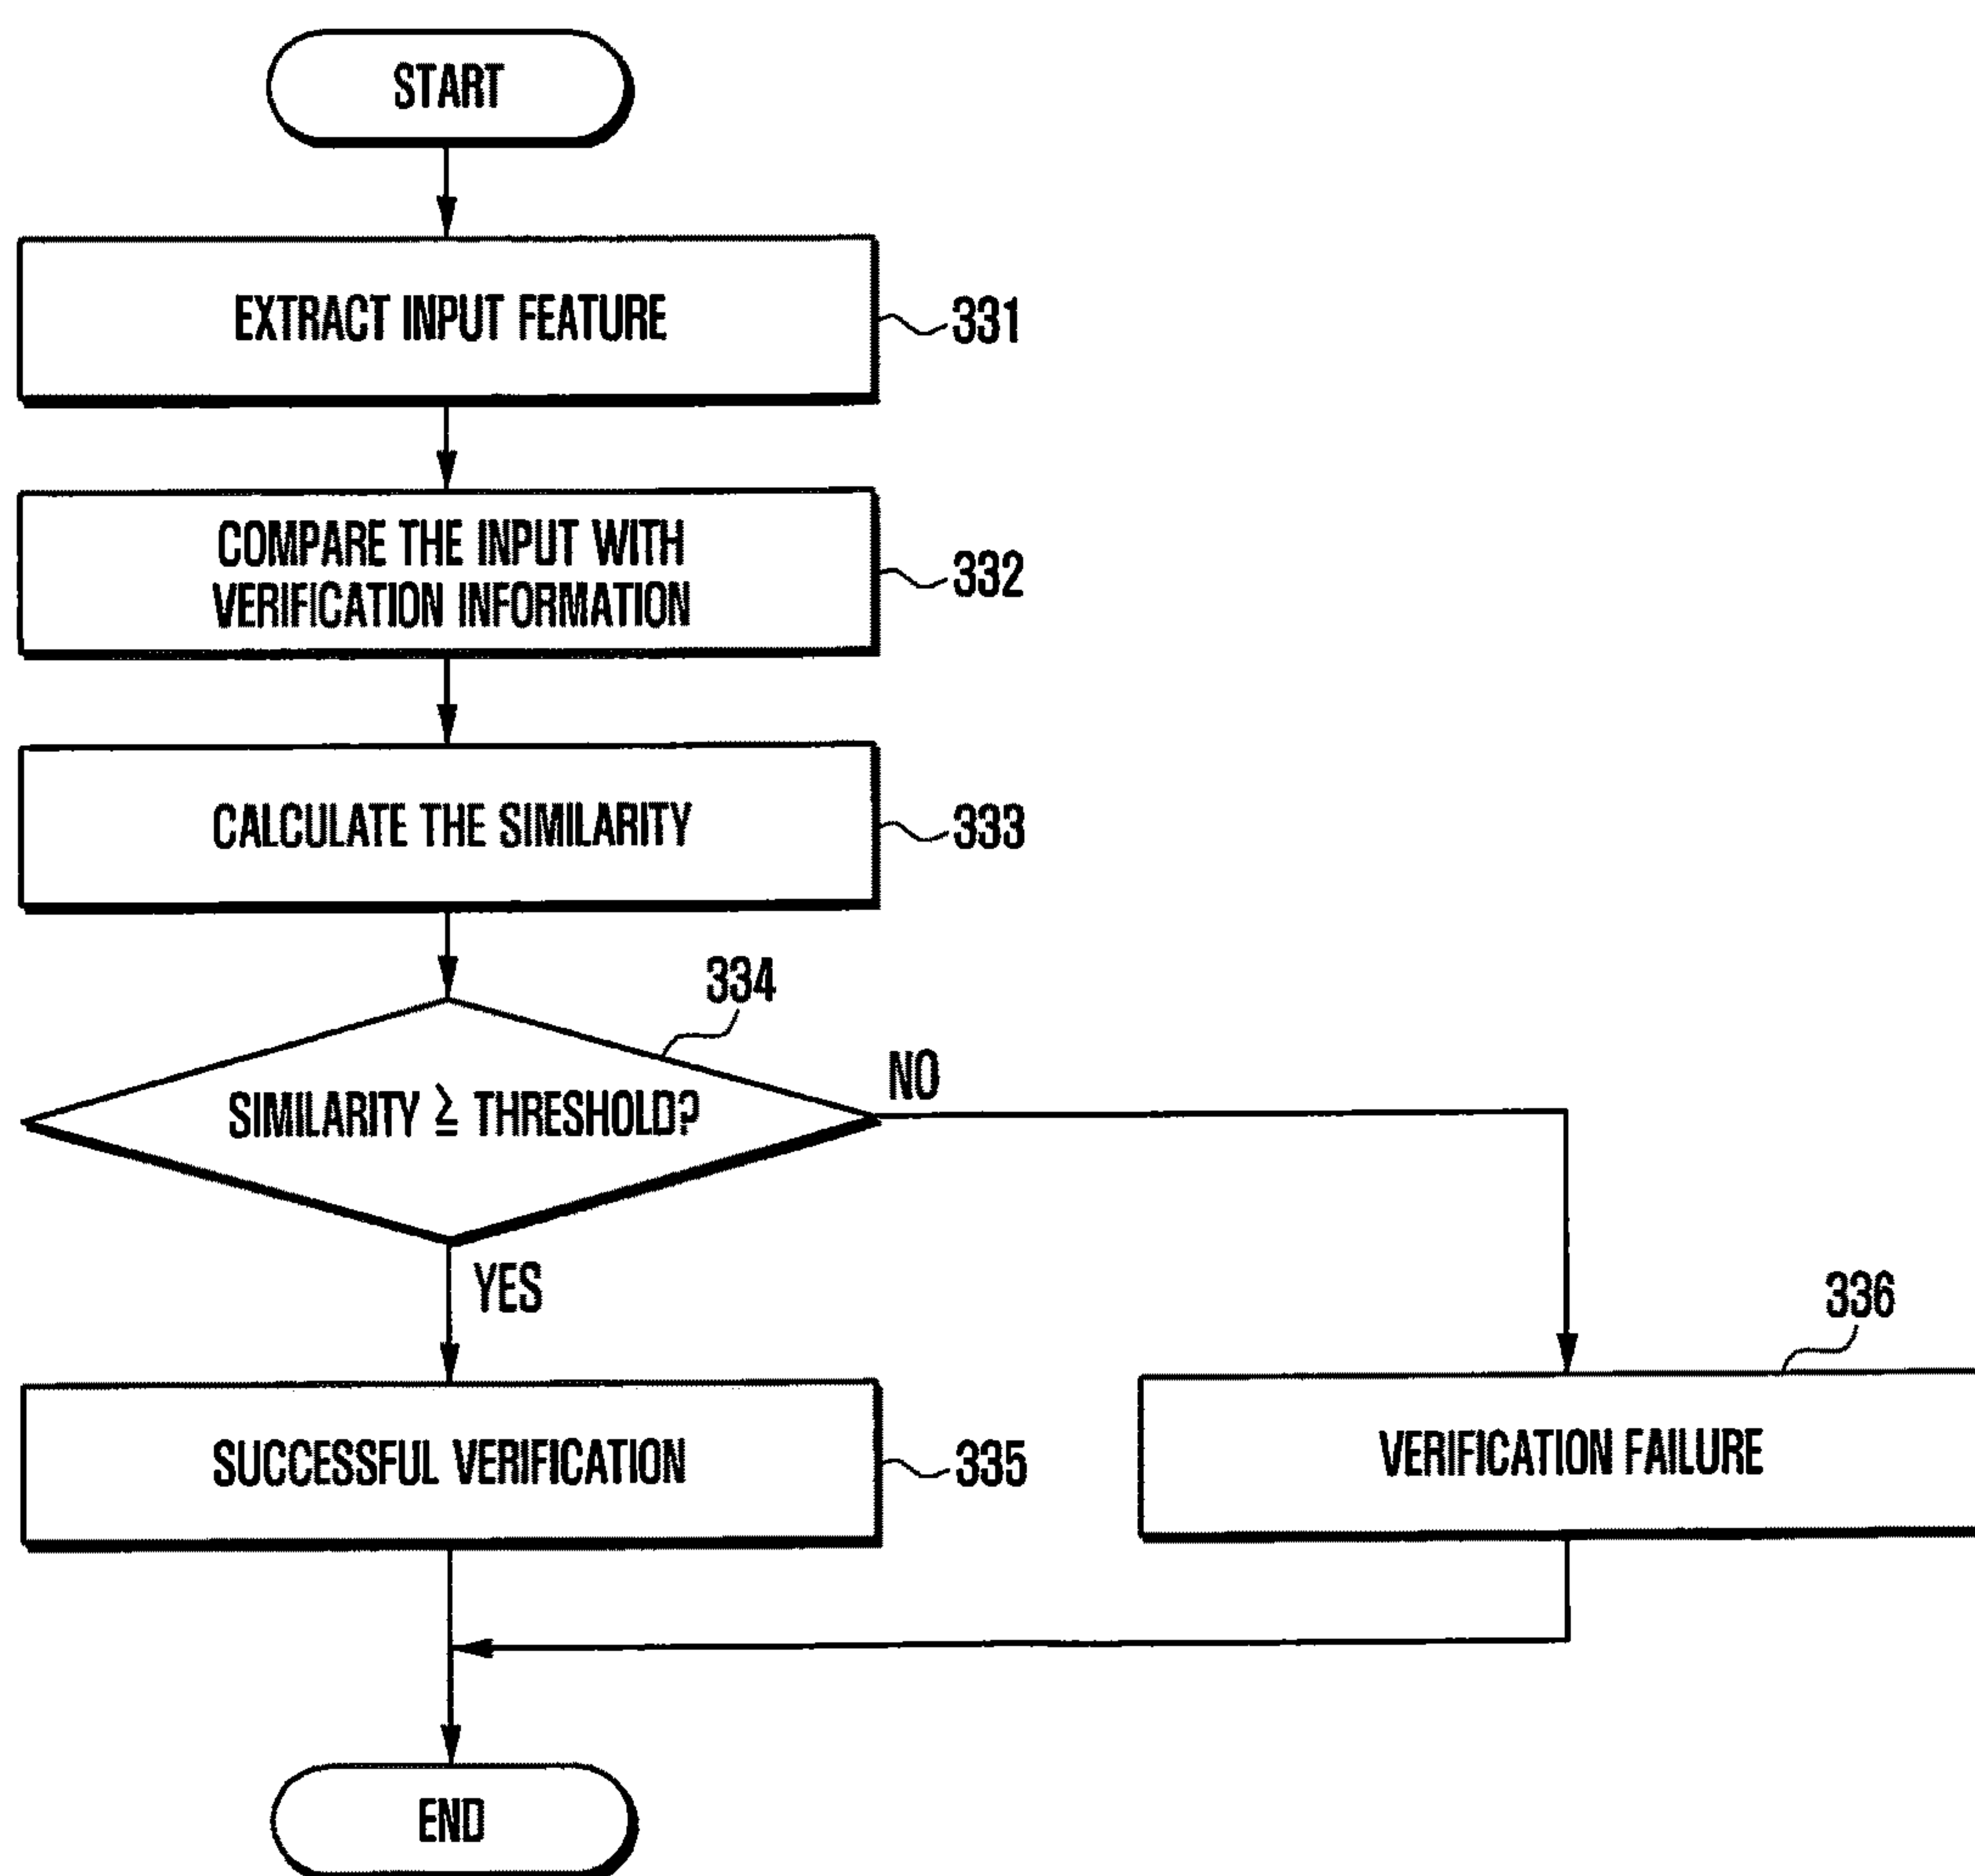 START
EXTRACT INPUT FEATURE
331
COMPARE THE INPUT WITH
VERIFICATION INFORMATION
332
CALCULATE THE SIMILARITY
333
334
SIMILARITY ≧ THRESHOLD?
NO
YES
336
SUCCESSFUL VERIFICATION
335
VERIFICATION FAILURE
END